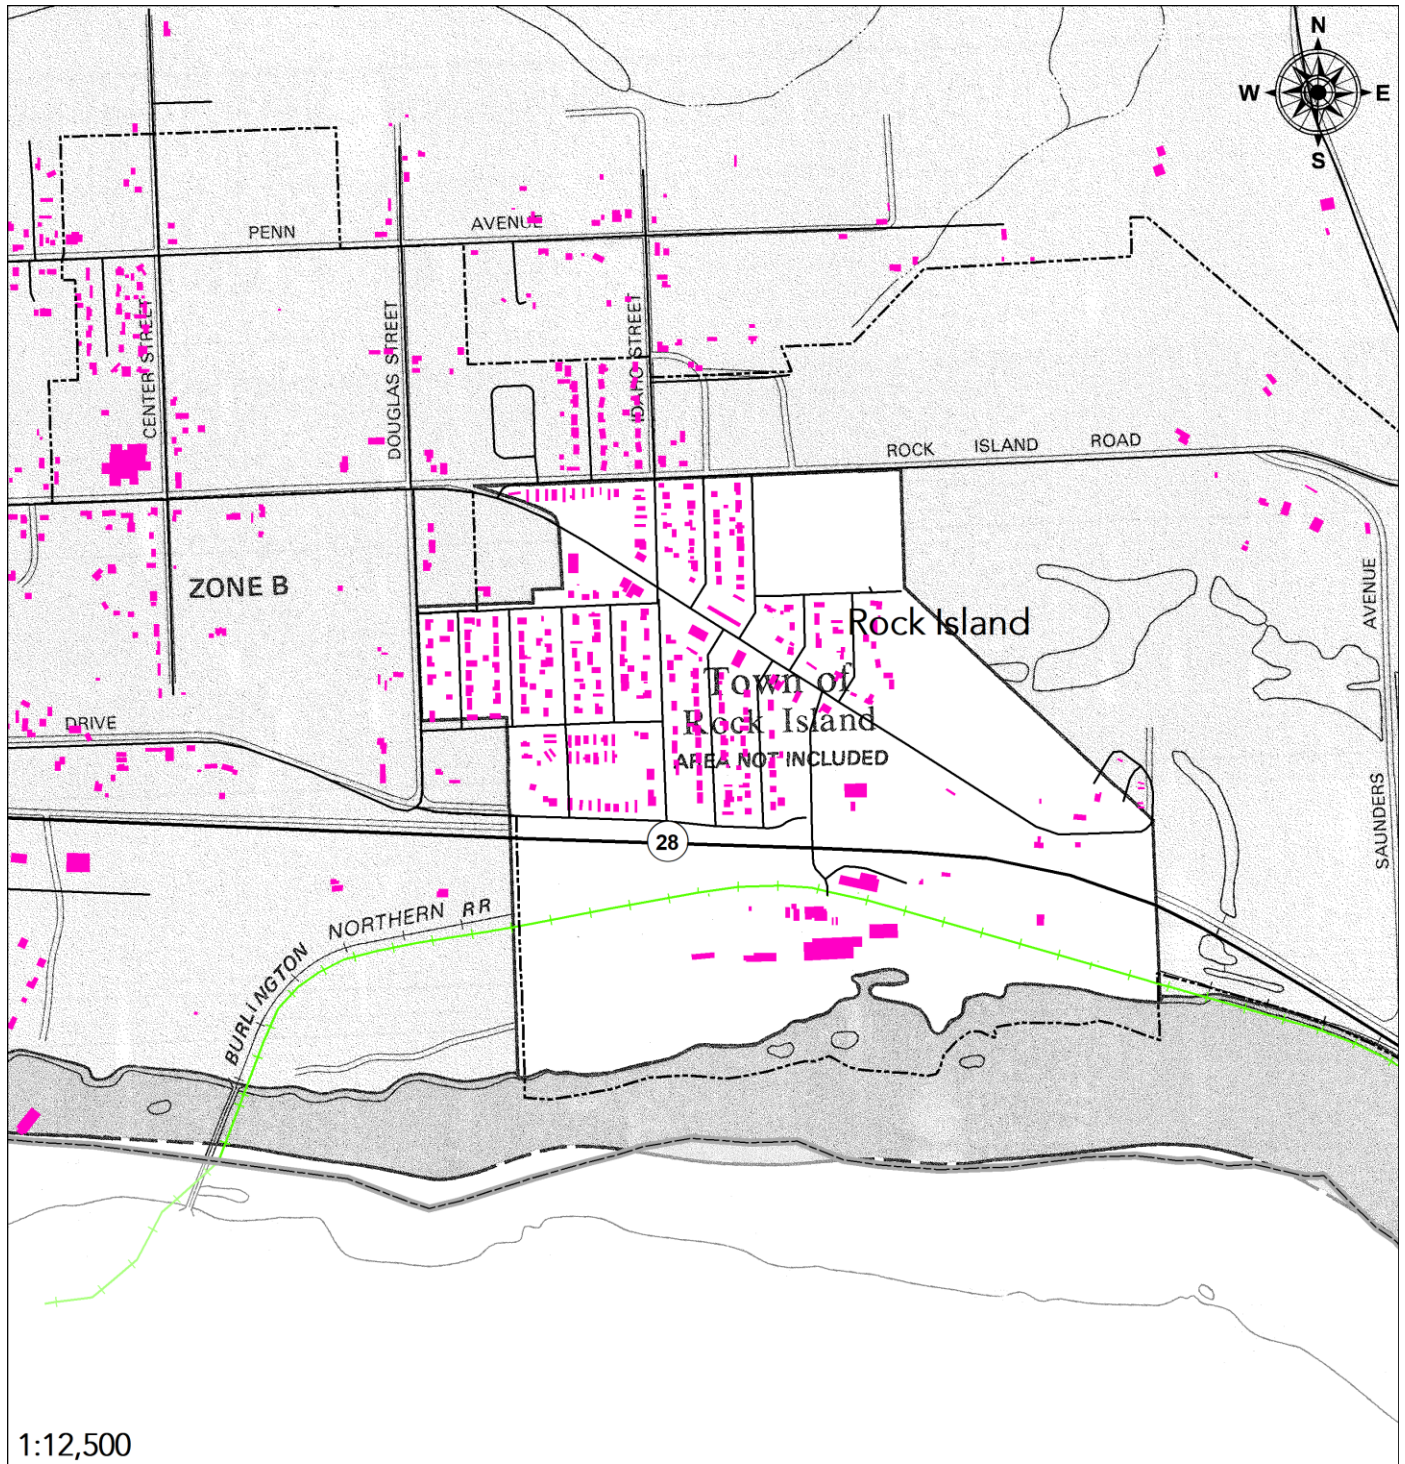 N
W E
S
PENN AVENUE
CENTER STREET
DOUGLAS STREET
IDAHO STREET
ROCK ISLAND ROAD
ZONE B
Rock Island
Town of
Rock Island
AREA NOT INCLUDED
DRIVE
AVENUE
SAUNDERS
28
BURLINGTON NORTHERN RR
1:12,500